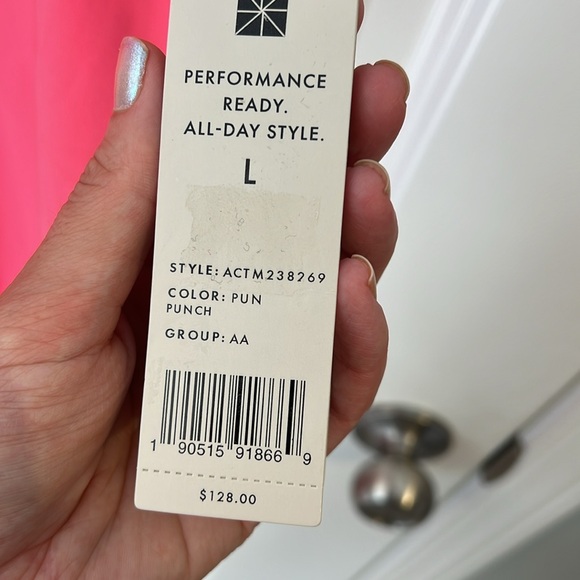 PERFORMANCE
READY.
ALL-DAY STYLE.
L
STYLE: ACTM238269
COLOR: PUN
PUNCH
GROUP: AA
1 90515 91866 9
$128.00